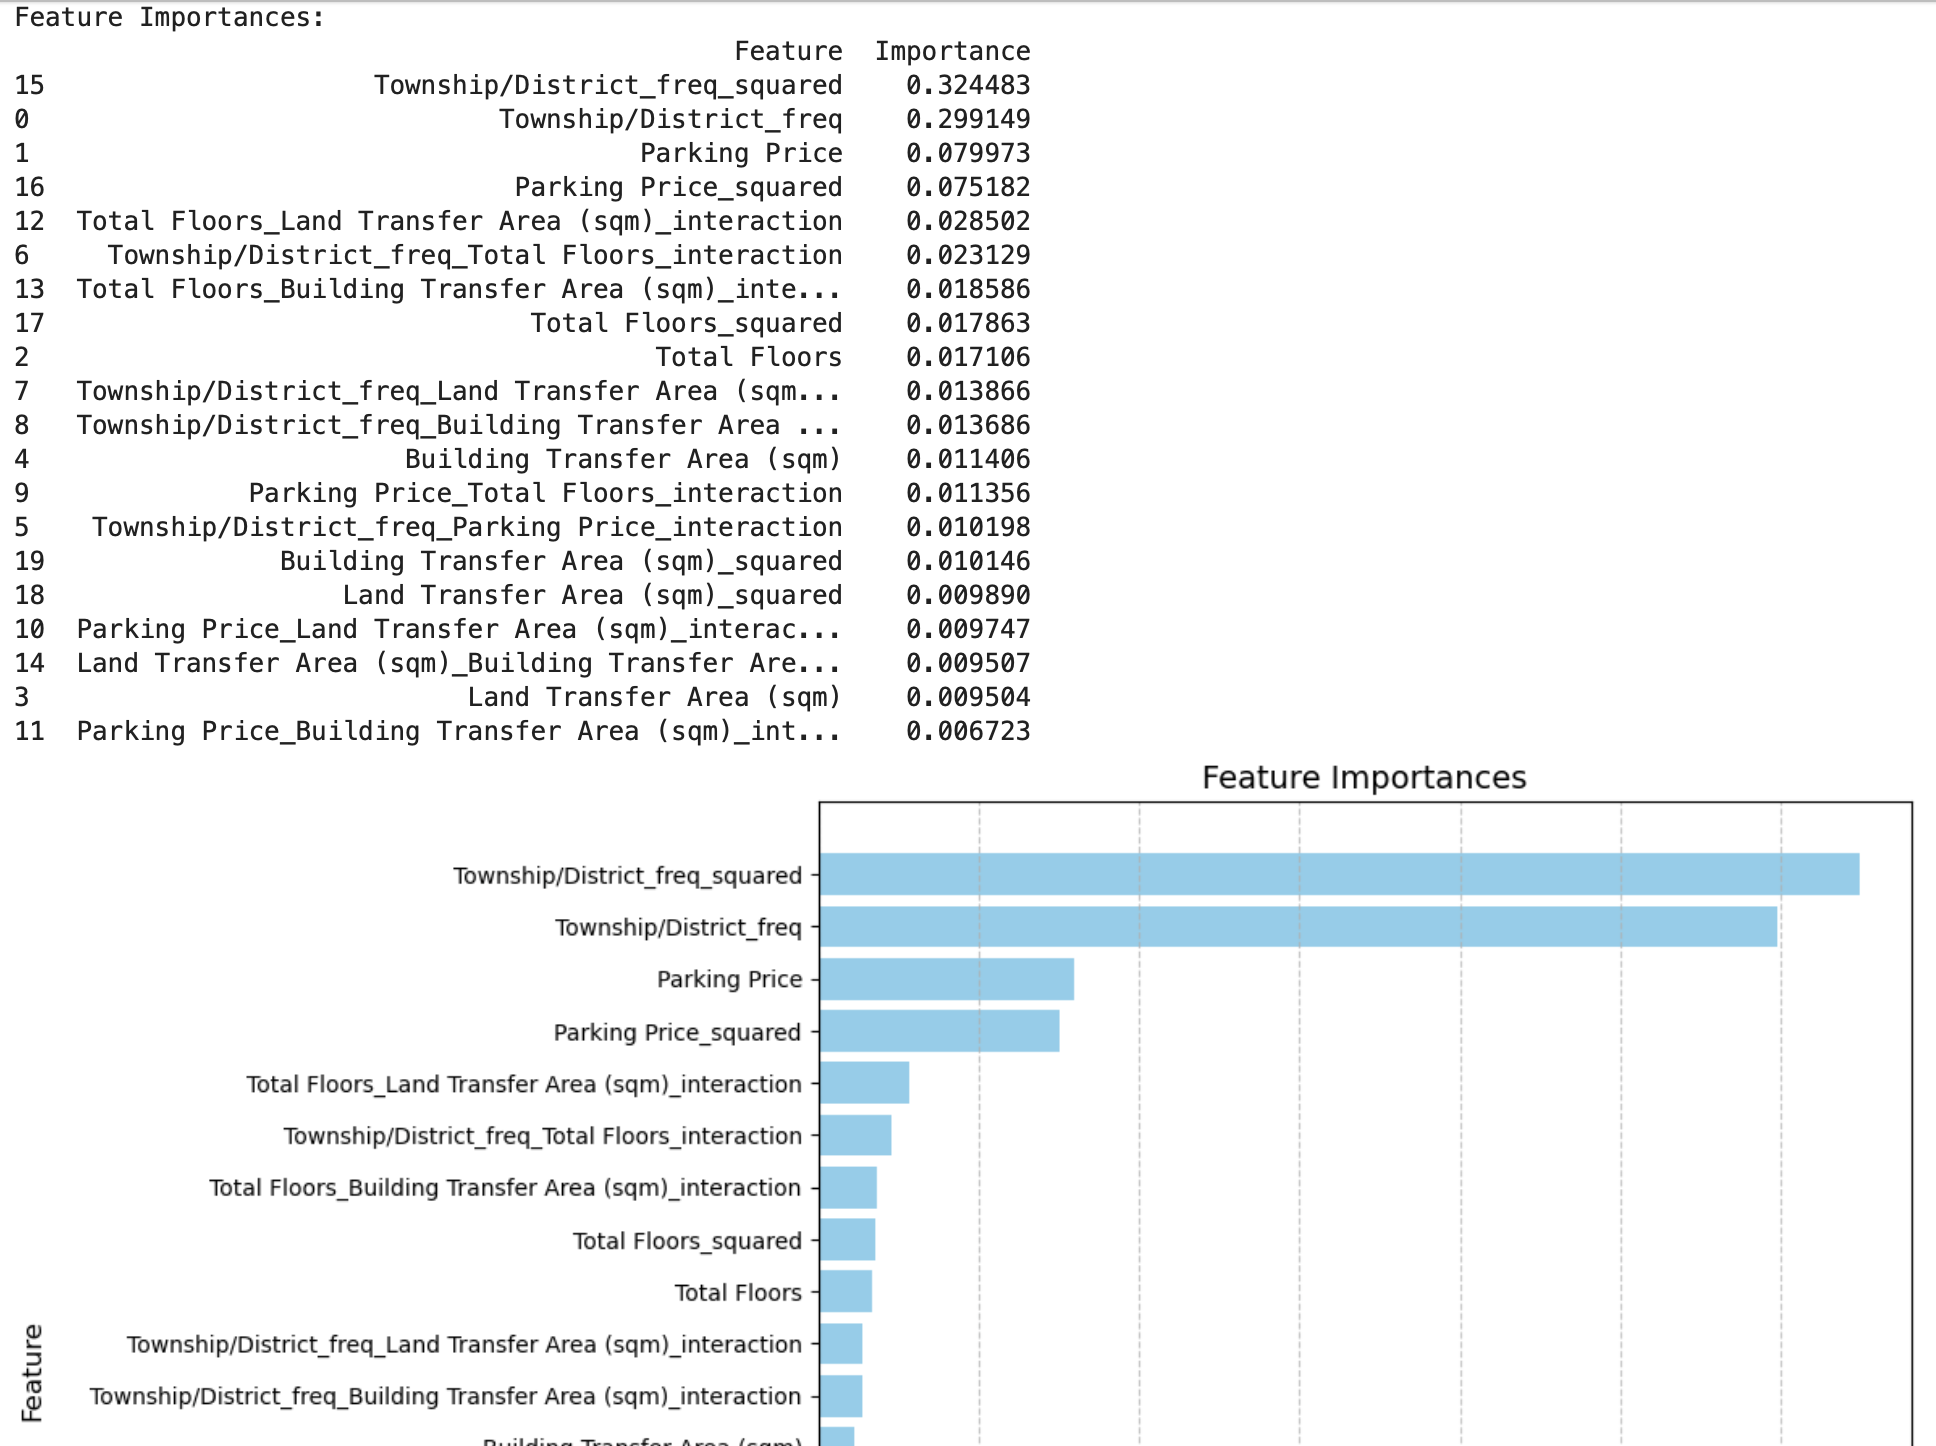 Feature Importances:
Feature Importance
15 Township/District_freq_squared 0.324483
0 Township/District_freq 0.299149
1 Parking Price 0.079973
16 Parking Price_squared 0.075182
12 Total Floors_Land Transfer Area (sqm)_interaction 0.028502
6 Township/District_freq_Total Floors_interaction 0.023129
13 Total Floors_Building Transfer Area (sqm)_inte... 0.018586
17 Total Floors_squared 0.017863
2 Total Floors 0.017106
7 Township/District_freq_Land Transfer Area (sqm... 0.013866
8 Township/District_freq_Building Transfer Area ... 0.013686
4 Building Transfer Area (sqm) 0.011406
9 Parking Price_Total Floors_interaction 0.011356
5 Township/District_freq_Parking Price_interaction 0.010198
19 Building Transfer Area (sqm)_squared 0.010146
18 Land Transfer Area (sqm)_squared 0.009890
10 Parking Price_Land Transfer Area (sqm)_interac... 0.009747
14 Land Transfer Area (sqm)_Building Transfer Are... 0.009507
3 Land Transfer Area (sqm) 0.009504
11 Parking Price_Building Transfer Area (sqm)_int... 0.006723
Feature Importances
Township/District_freq_squared
Township/District_freq
Parking Price
Parking Price_squared
Total Floors_Land Transfer Area (sqm)_interaction
Township/District_freq_Total Floors_interaction
Total Floors_Building Transfer Area (sqm)_interaction
Total Floors_squared
Total Floors
Township/District_freq_Land Transfer Area (sqm)_interaction
Township/District_freq_Building Transfer Area (sqm)_interaction
Building Transfer Area (sqm)
Feature